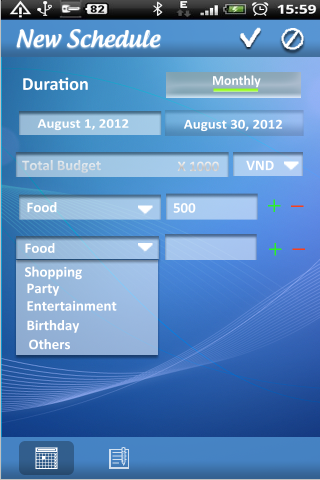 82 E 15:59
New Schedule
Duration Monthly
August 1, 2012 August 30, 2012
Total Budget X 1000 VND
Food 500 + −
Food + −
Shopping
Party
Entertainment
Birthday
Others